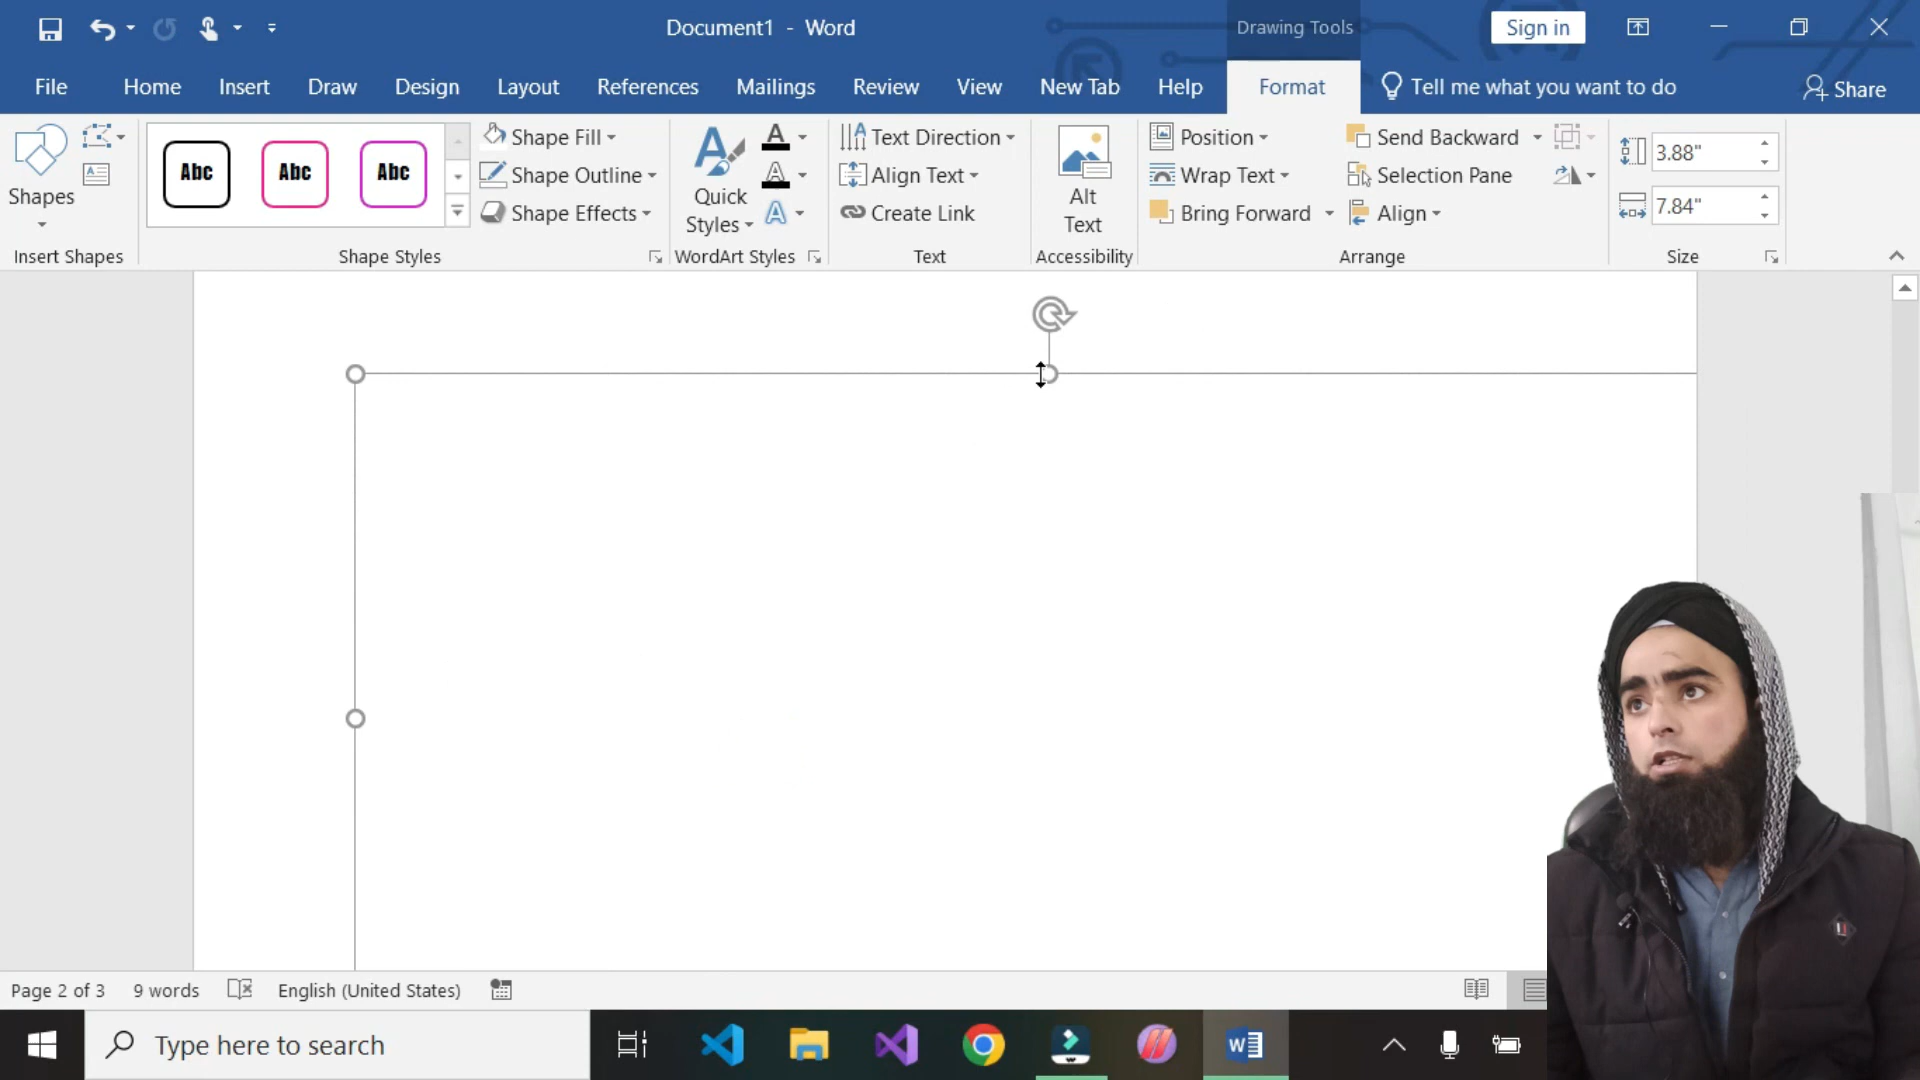 Document1 - Word
Drawing Tools
Sign in
File Home Insert Draw Design Layout References Mailings Review View New Tab Help Format Tell me what you want to do Share
Shapes
Insert Shapes
Abc Abc Abc
Shape Fill
Shape Outline
Shape Effects
Shape Styles
Quick
Styles
A
A
A
WordArt Styles
Text Direction
Align Text
Create Link
Text
Alt
Text
Accessibility
Position
Wrap Text
Bring Forward
Send Backward
Selection Pane
Align
Arrange
3.88"
7.84"
Size
Page 2 of 3 9 words English (United States)
Type here to search